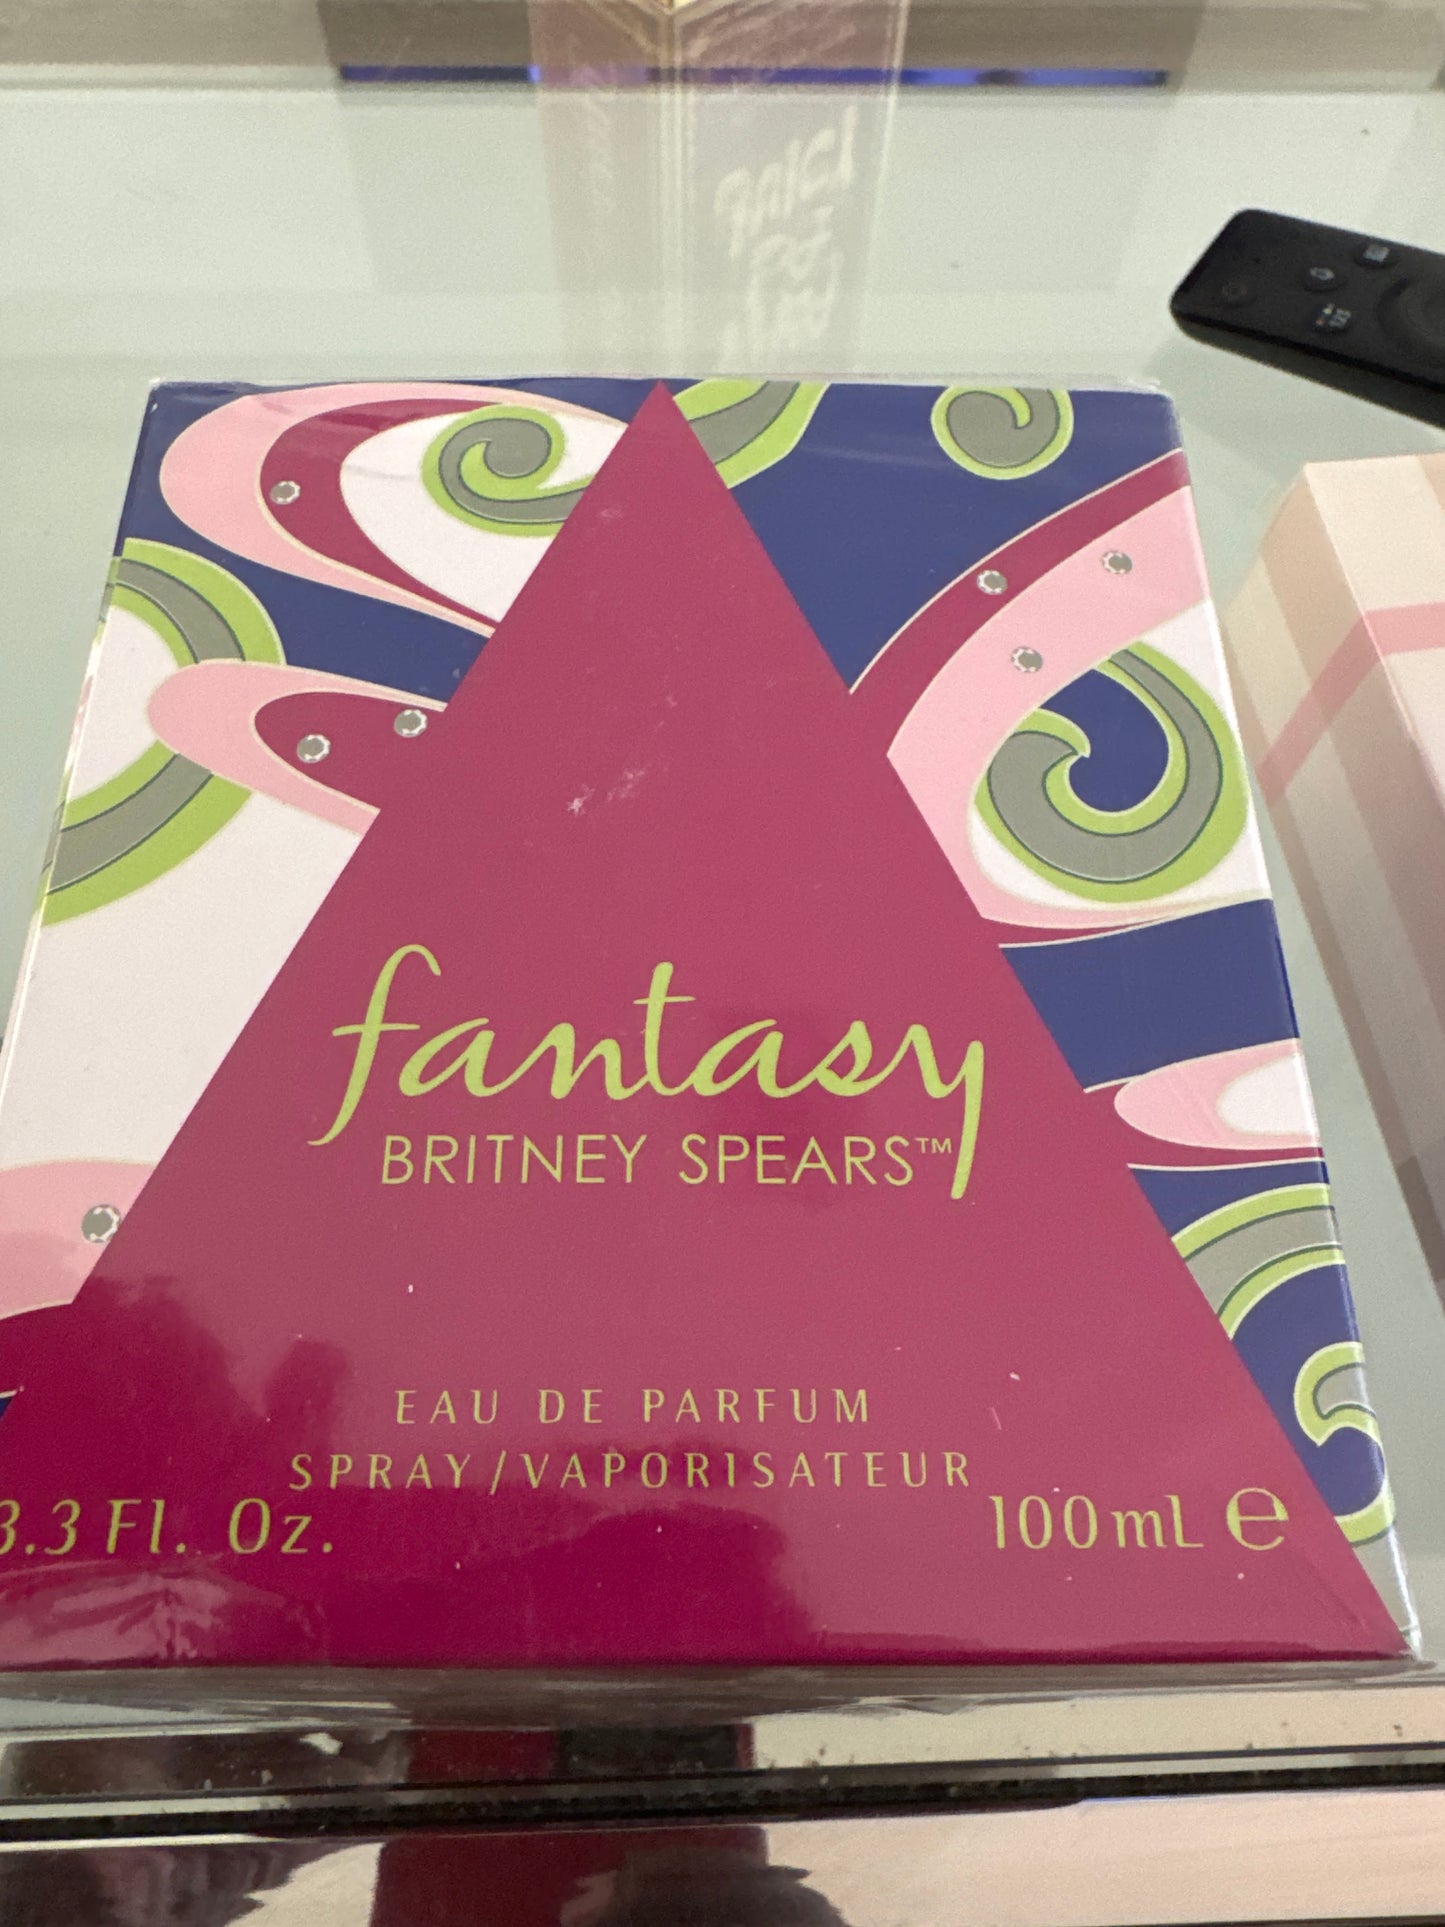 fantasy
BRITNEY SPEARS™
EAU DE PARFUM
SPRAY/VAPORISATEUR
3.3 Fl. Oz. 100mL ℮